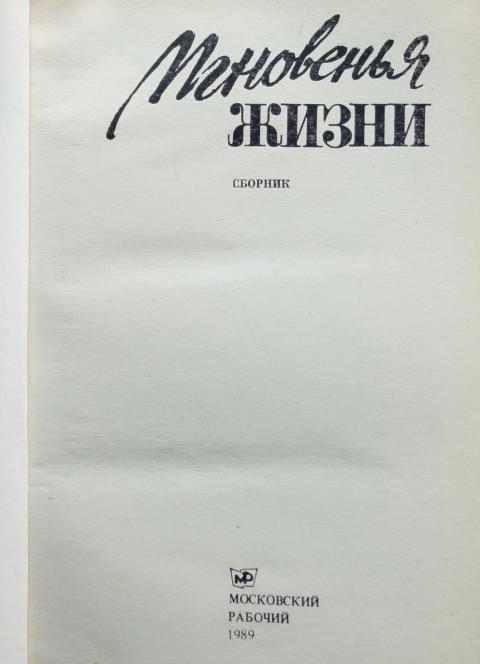 Мгновенья
ЖИЗНИ
СБОРНИК
МР
МОСКОВСКИЙ
РАБОЧИЙ
1989